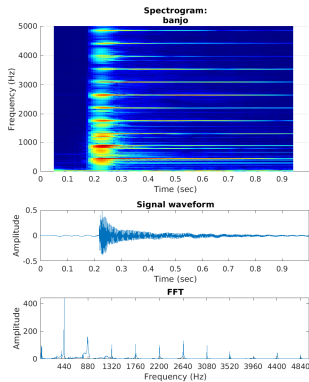 Spectrogram:
banjo
5000
4000
3000
2000
1000
0
Frequency (Hz)
0 0.1 0.2 0.3 0.4 0.5 0.6 0.7 0.8 0.9
Time (sec)
Signal waveform
0.5
0
-0.5
Amplitude
0 0.1 0.2 0.3 0.4 0.5 0.6 0.7 0.8 0.9
Time (sec)
FFT
400
200
0
Amplitude
440 880 1320 1760 2200 2640 3080 3520 3960 4400 4840
Frequency (Hz)